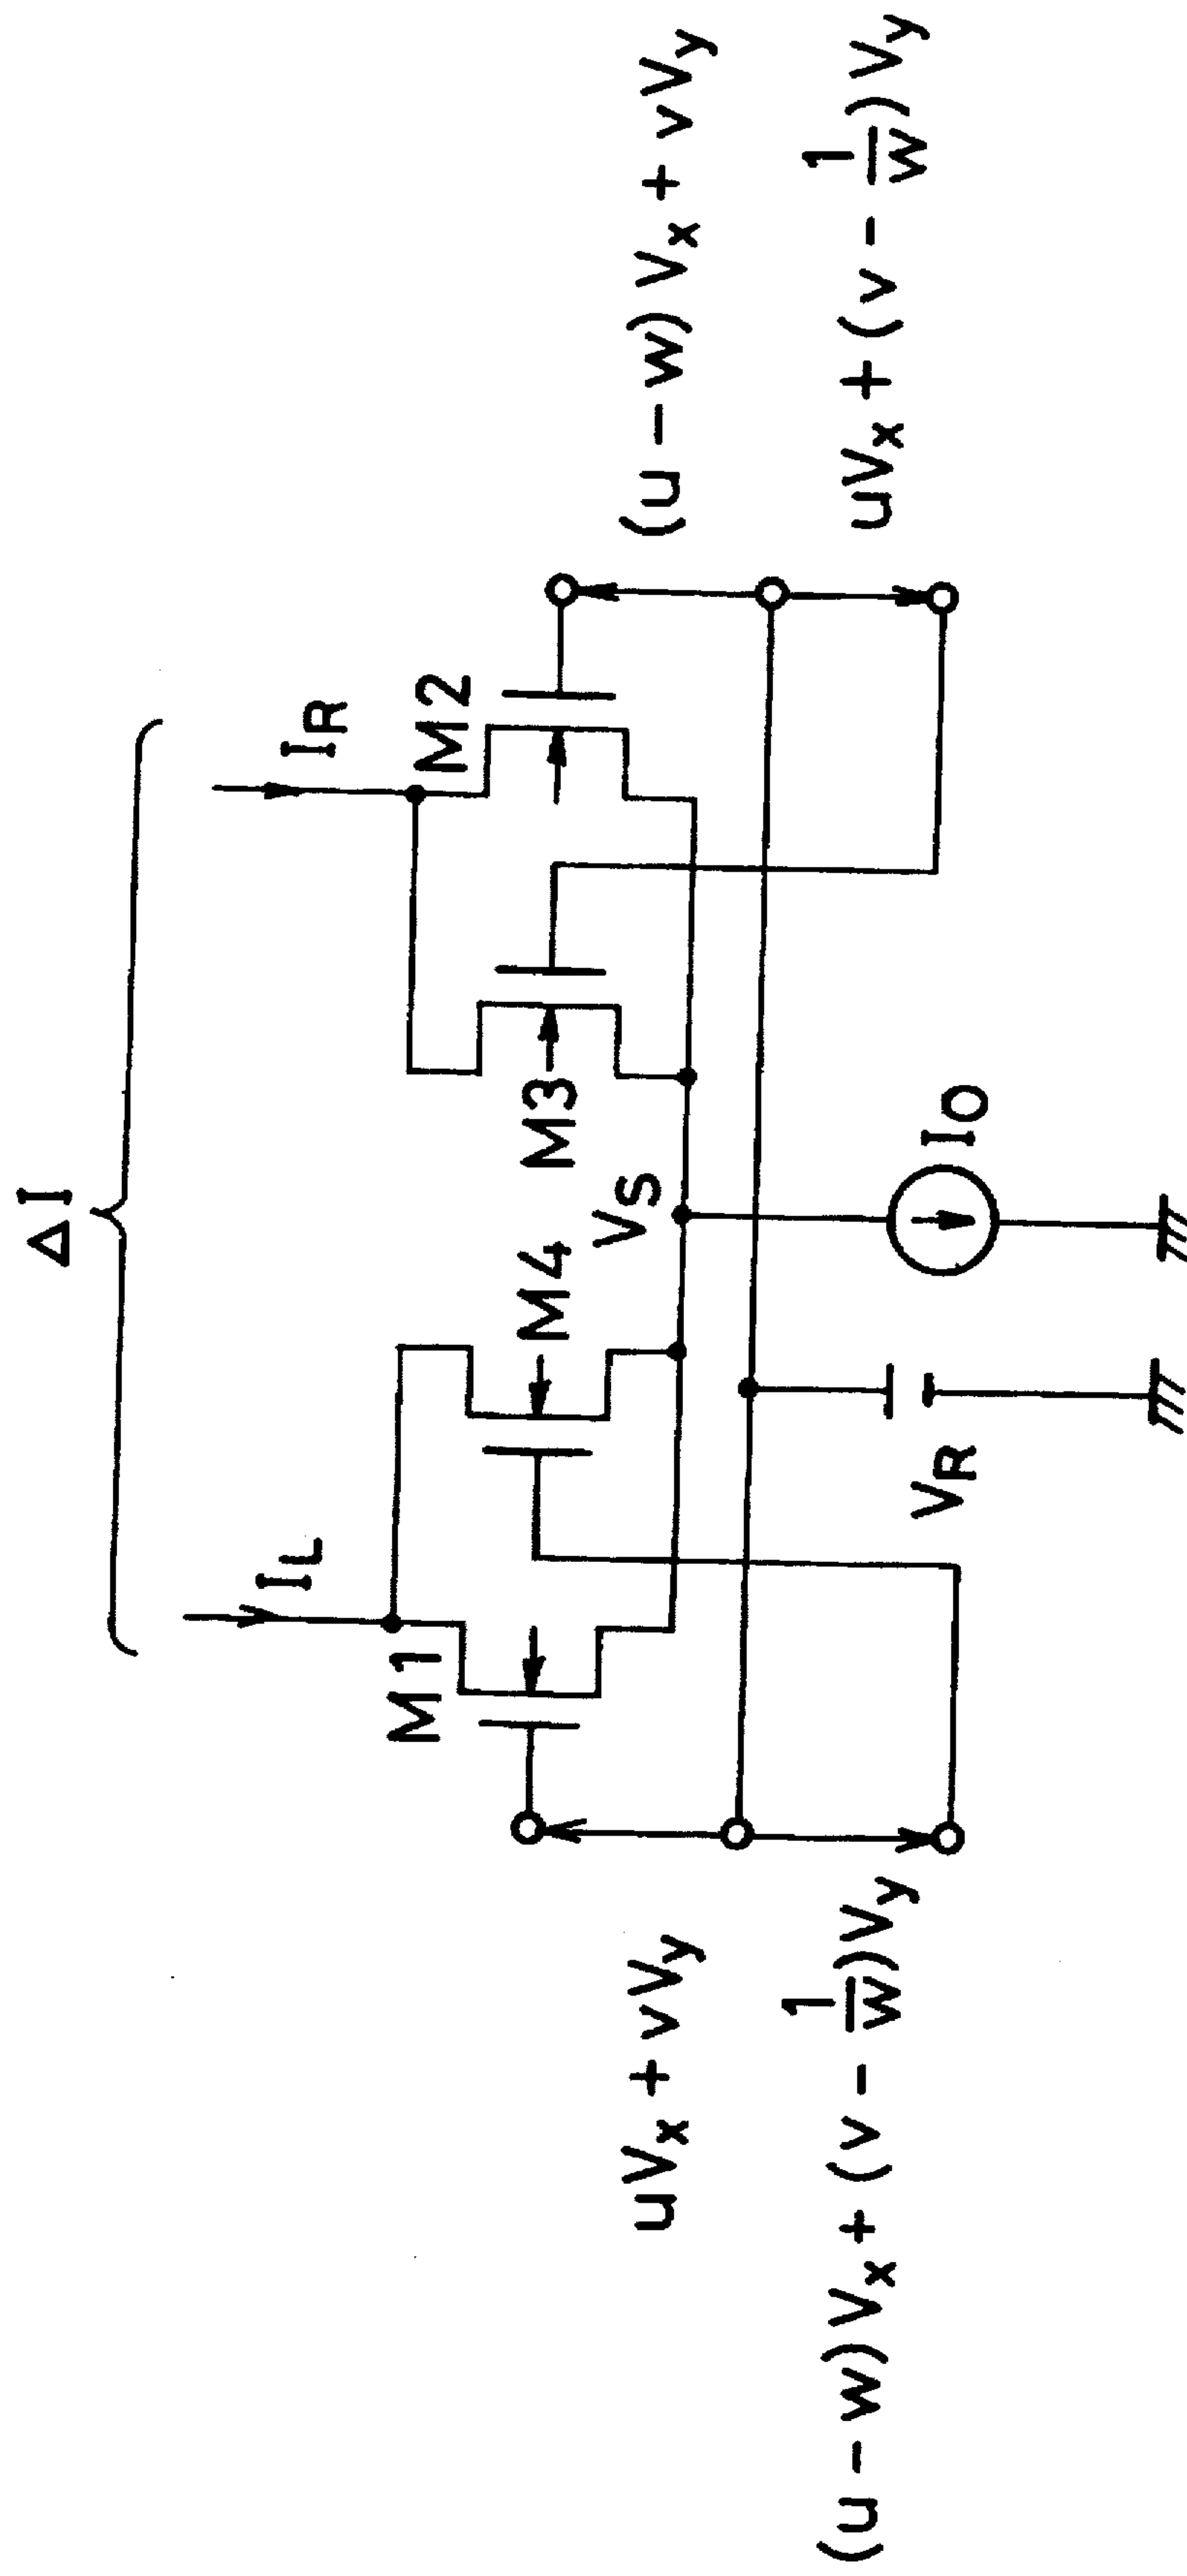 ΔI
I_L
I_R
M1
M4
M3
M2
V_S
uV_x + vV_y
(u - w) V_x + vV_y
(u - w) V_x + (v - 1/w) V_y
uV_x + (v - 1/w) V_y
V_R
I_O